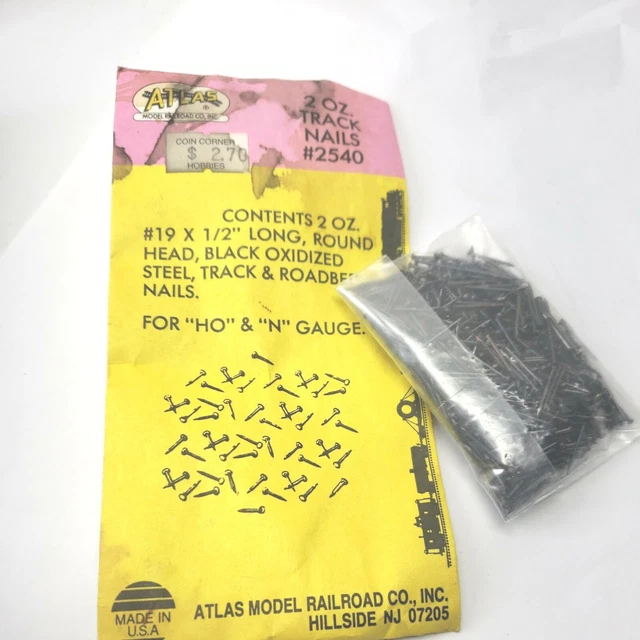 ATLAS
MODEL RAILROAD CO., INC.
2 OZ.
TRACK
NAILS
#2540
COIN CORNER
$ 2.70
HOBBIES
CONTENTS 2 OZ.
#19 X 1/2" LONG, ROUND
HEAD, BLACK OXIDIZED
STEEL, TRACK & ROADBED
NAILS.
FOR "HO" & "N" GAUGE.
MADE IN
U.S.A
ATLAS MODEL RAILROAD CO., INC.
HILLSIDE NJ 07205